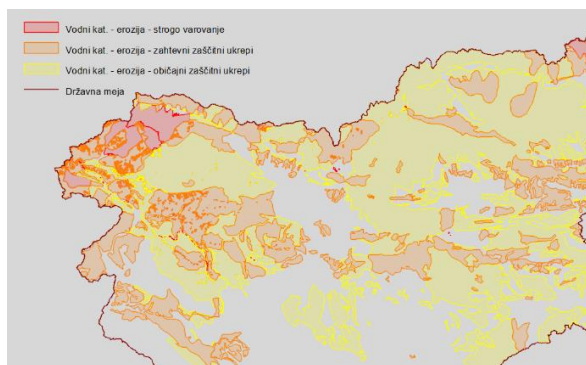 Vodni kat. - erozija - strogo varovanje
Vodni kat. - erozija - zahtevni zaščitni ukrepi
Vodni kat. - erozija - običajni zaščitni ukrepi
Državna meja